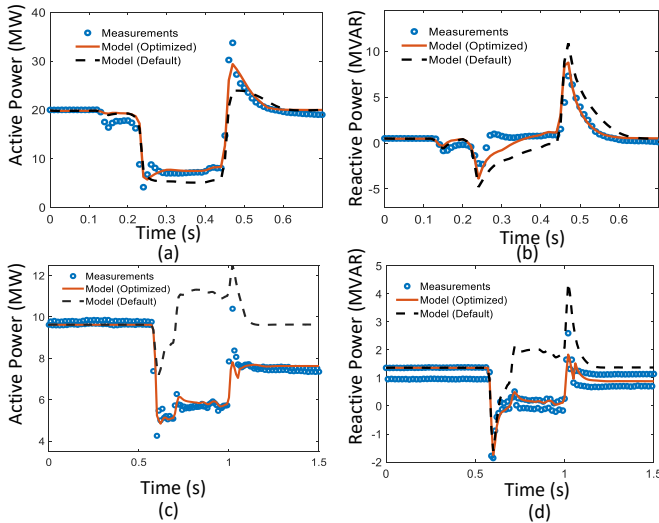 (a)
Active Power (MW)
40
30
20
10
0
Measurements
Model (Optimized)
Model (Default)
0 0.1 0.2 0.3 0.4 0.5 0.6
Time (s)
(b)
Reactive Power (MVAR)
10
5
0
-5
Measurements
Model (Optimized)
Model (Default)
0 0.1 0.2 0.3 0.4 0.5 0.6
Time (s)
Active Power (MW)
12
10
8
6
4
Measurements
Model (Optimized)
Model (Default)
0 0.5 1 1.5
Time (s)
(c)
Reactive Power (MVAR)
5
4
3
2
1
0
-1
-2
Measurements
Model (Optimized)
Model (Default)
0 0.5 1 1.5
Time (s)
(d)